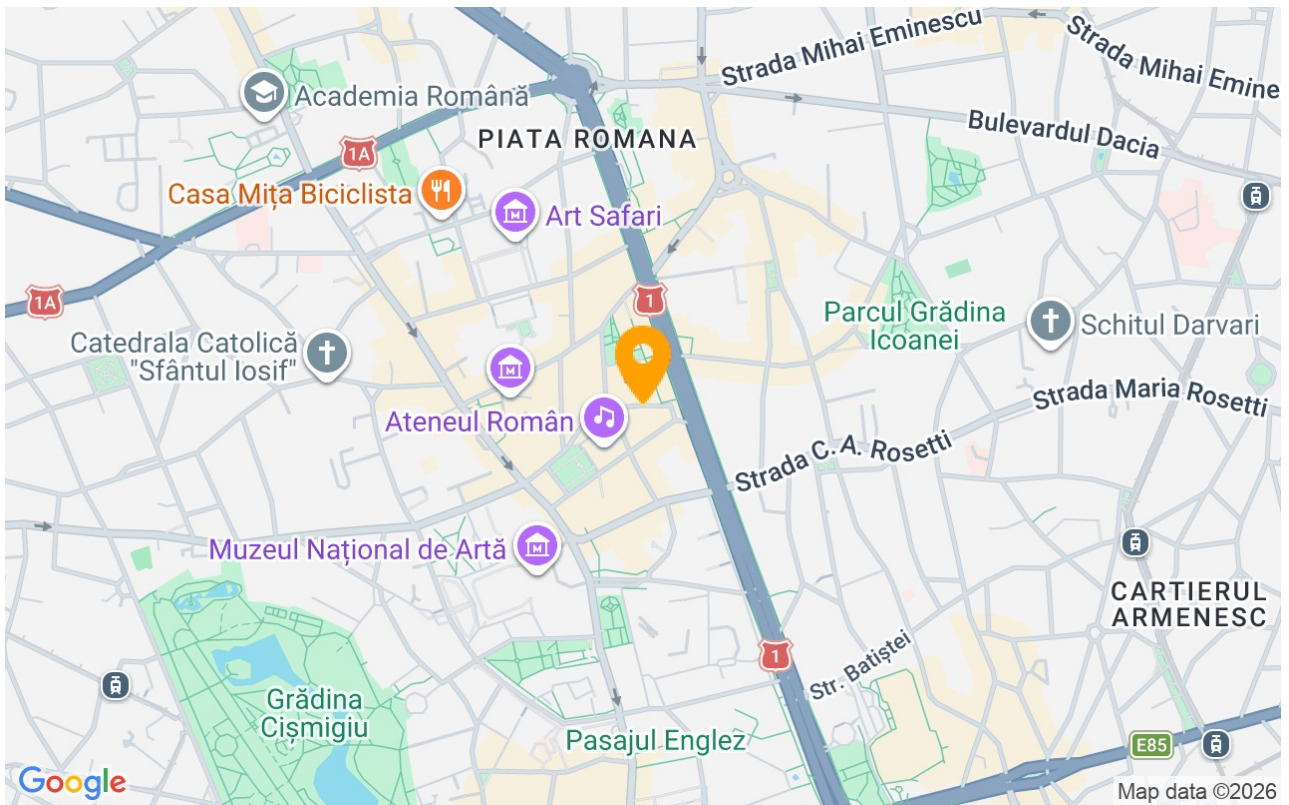 Strada Mihai Eminescu
Strada Mihai Emine
Academia Română
PIATA ROMANA
Bulevardul Dacia
1A
Casa Mița Biciclista
Art Safari
1A
1
Parcul Grădina
Icoanei
Schitul Darvari
Catedrala Catolică
"Sfântul Iosif"
Strada Maria Rosetti
Ateneul Român
Strada C. A. Rosetti
Muzeul Național de Artă
CARTIERUL
ARMENESC
1
Str. Batiștei
Grădina
Cișmigiu
Pasajul Englez
E85
Google
Map data ©2026